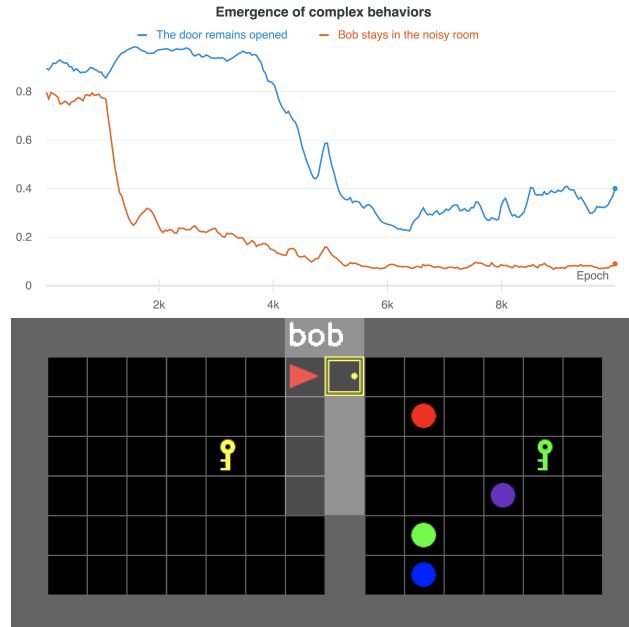 Emergence of complex behaviors
The door remains opened Bob stays in the noisy room
0.8
0.6
0.4
0.2
0
Epoch
2k 4k 6k 8k
bob